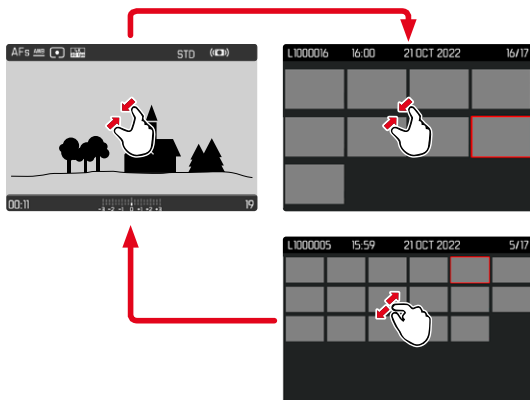 AFs AWB STD
L1000016 16:00 21 OCT 2022 16/17
-3 -2 -1 0 +1 +2 +3
00:11 19
L1000005 15:59 21 OCT 2022 5/17